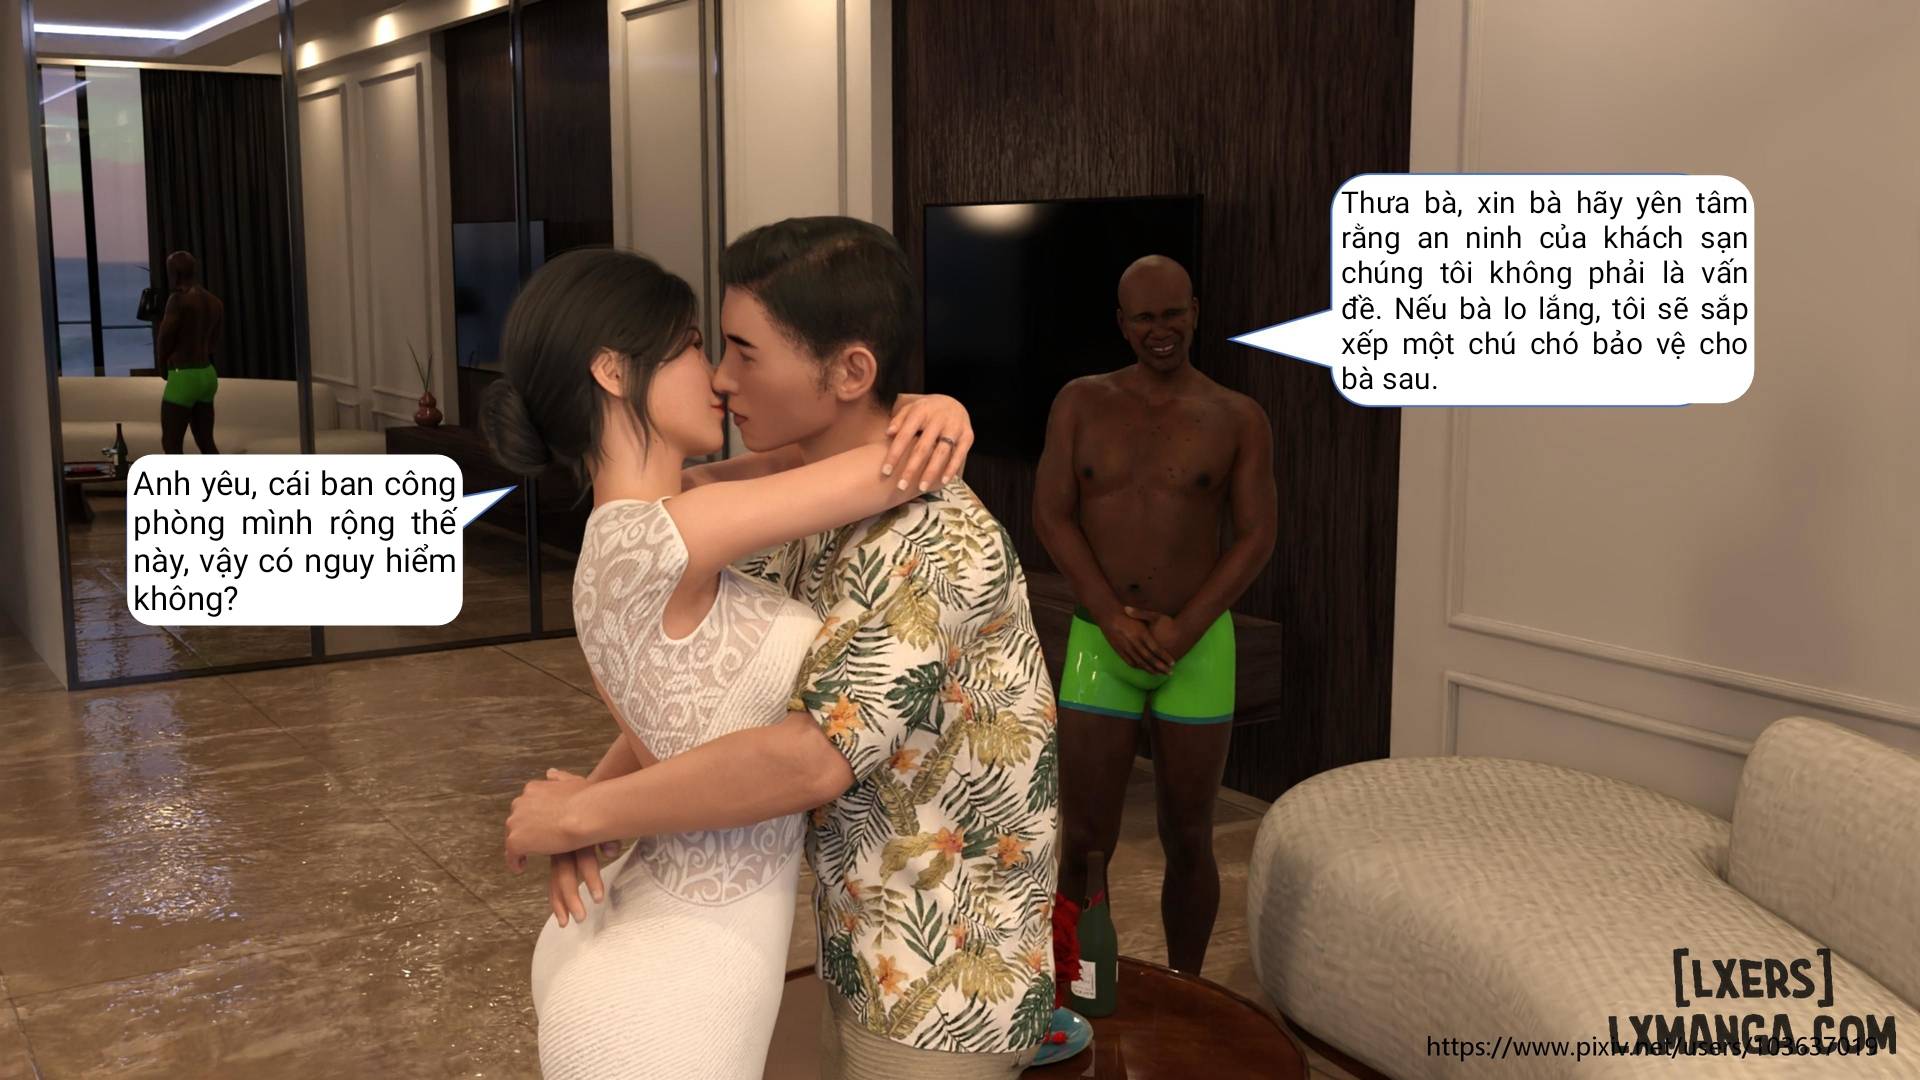 Thưa bà, xin bà hãy yên tâm
rằng an ninh của khách sạn
chúng tôi không phải là vấn
đề. Nếu bà lo lắng, tôi sẽ sắp
xếp một chú chó bảo vệ cho
bà sau.
Anh yêu, cái ban công
phòng mình rộng thế
này, vậy có nguy hiểm
không?
[LXERS]
LXMANGA.COM
https://www.pixiv.net/users/103637019